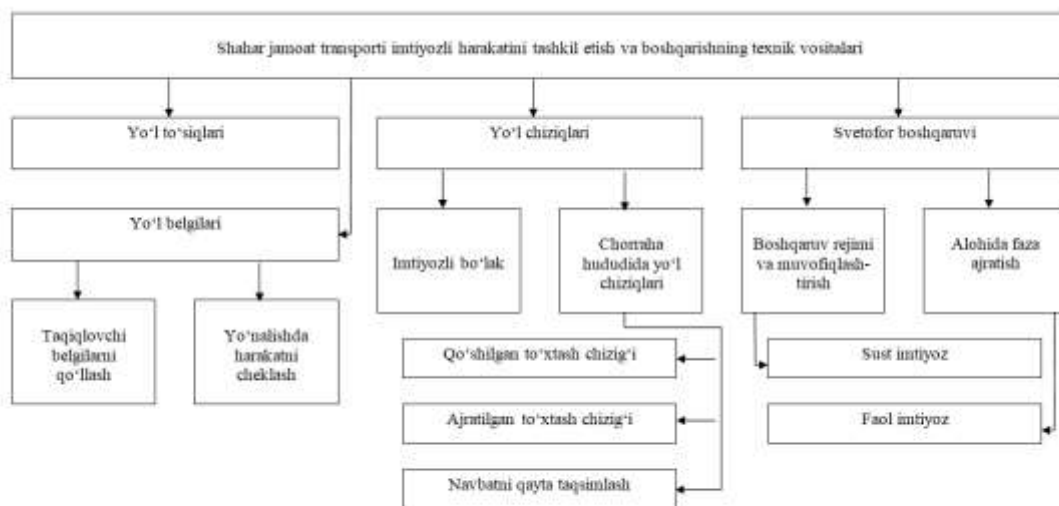 Shahar jamoat transporti imtiyozli harakatini tashkil etish va boshqarishning texnik vositalari
Yo‘l to‘siqlari
Yo‘l chiziqlari
Svetofor boshqaruvi
Yo‘l belgilari
Imtiyozli bo‘lak
Chorraha
hududida yo‘l
chiziqlari
Boshqaruv rejimi
va muvofiqlash-
tirish
Alohida faza
ajratish
Taqiqlovchi
belgilarni
qo‘llash
Yo‘nalishda
harakatni
cheklash
Qo‘shilgan to‘xtash chizig‘i
Sust imtiyoz
Ajratilgan to‘xtash chizig‘i
Faol imtiyoz
Navbatni qayta taqsimlash